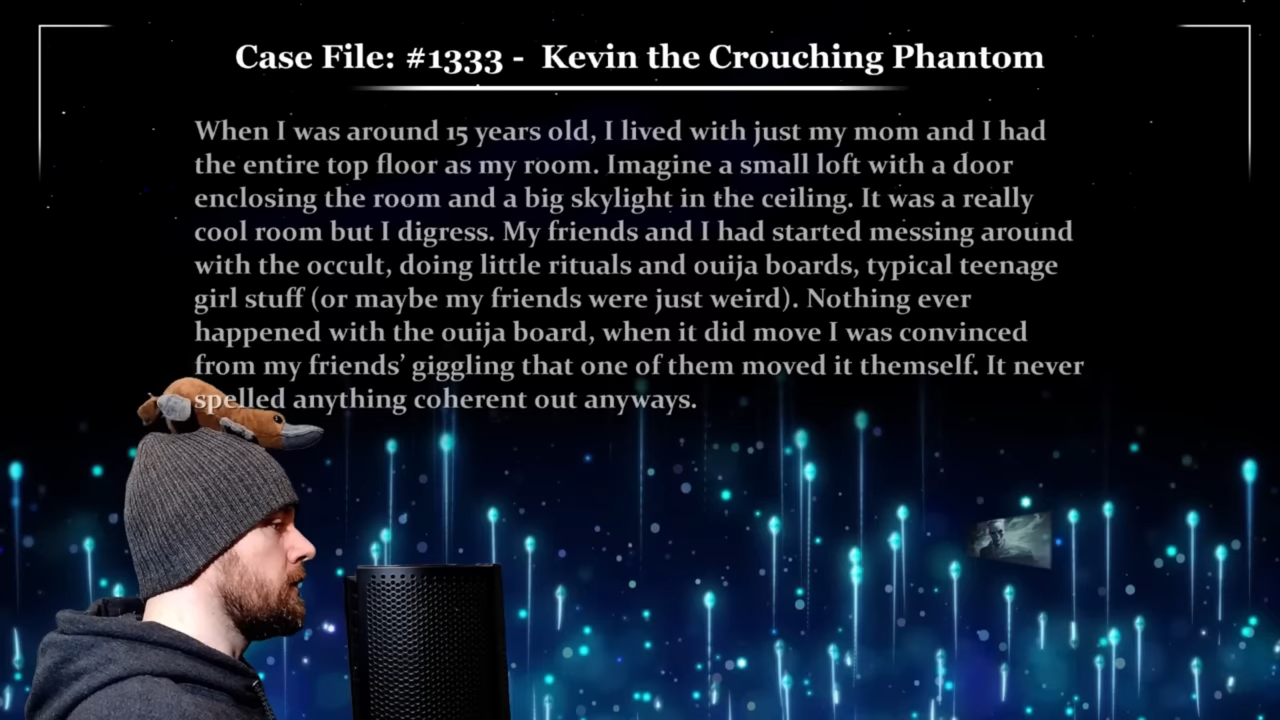 Case File: #1333 - Kevin the Crouching Phantom
When I was around 15 years old, I lived with just my mom and I had
the entire top floor as my room. Imagine a small loft with a door
enclosing the room and a big skylight in the ceiling. It was a really
cool room but I digress. My friends and I had started messing around
with the occult, doing little rituals and ouija boards, typical teenage
girl stuff (or maybe my friends were just weird). Nothing ever
happened with the ouija board, when it did move I was convinced
from my friends’ giggling that one of them moved it themself. It never
spelled anything coherent out anyways.